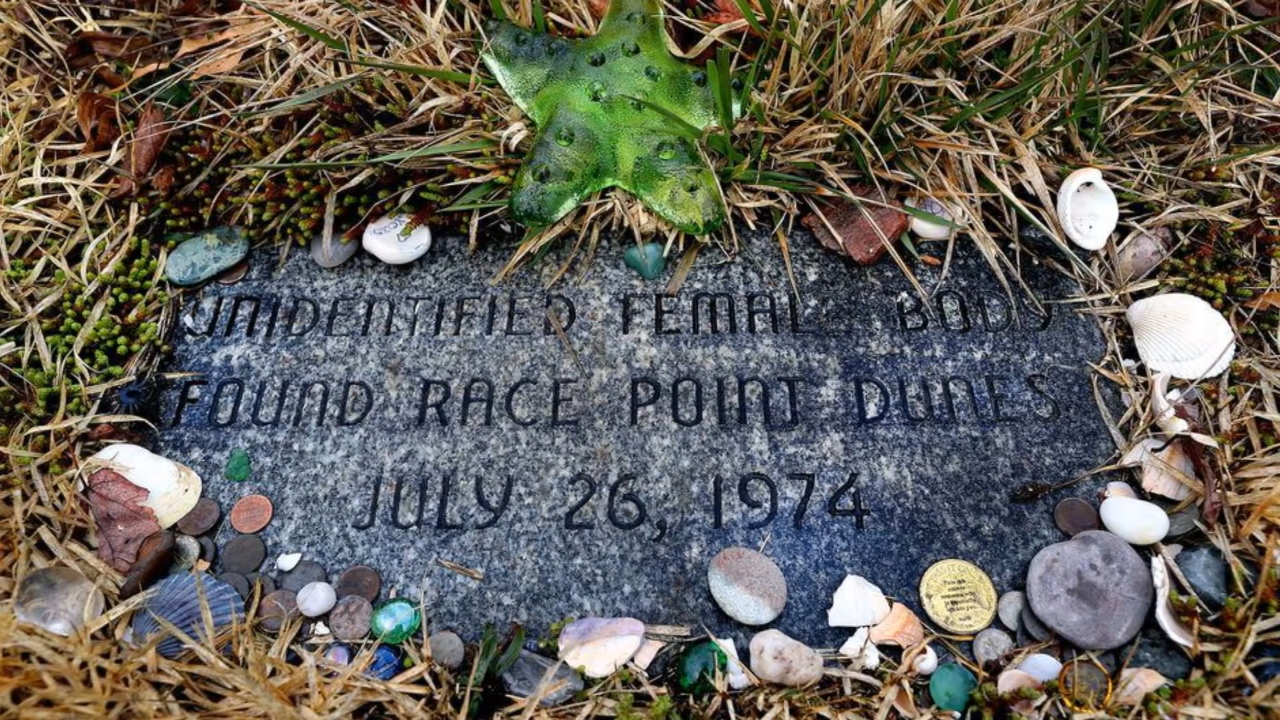 UNIDENTIFIED FEMALE BODY
FOUND RACE POINT DUNES
JULY 26, 1974